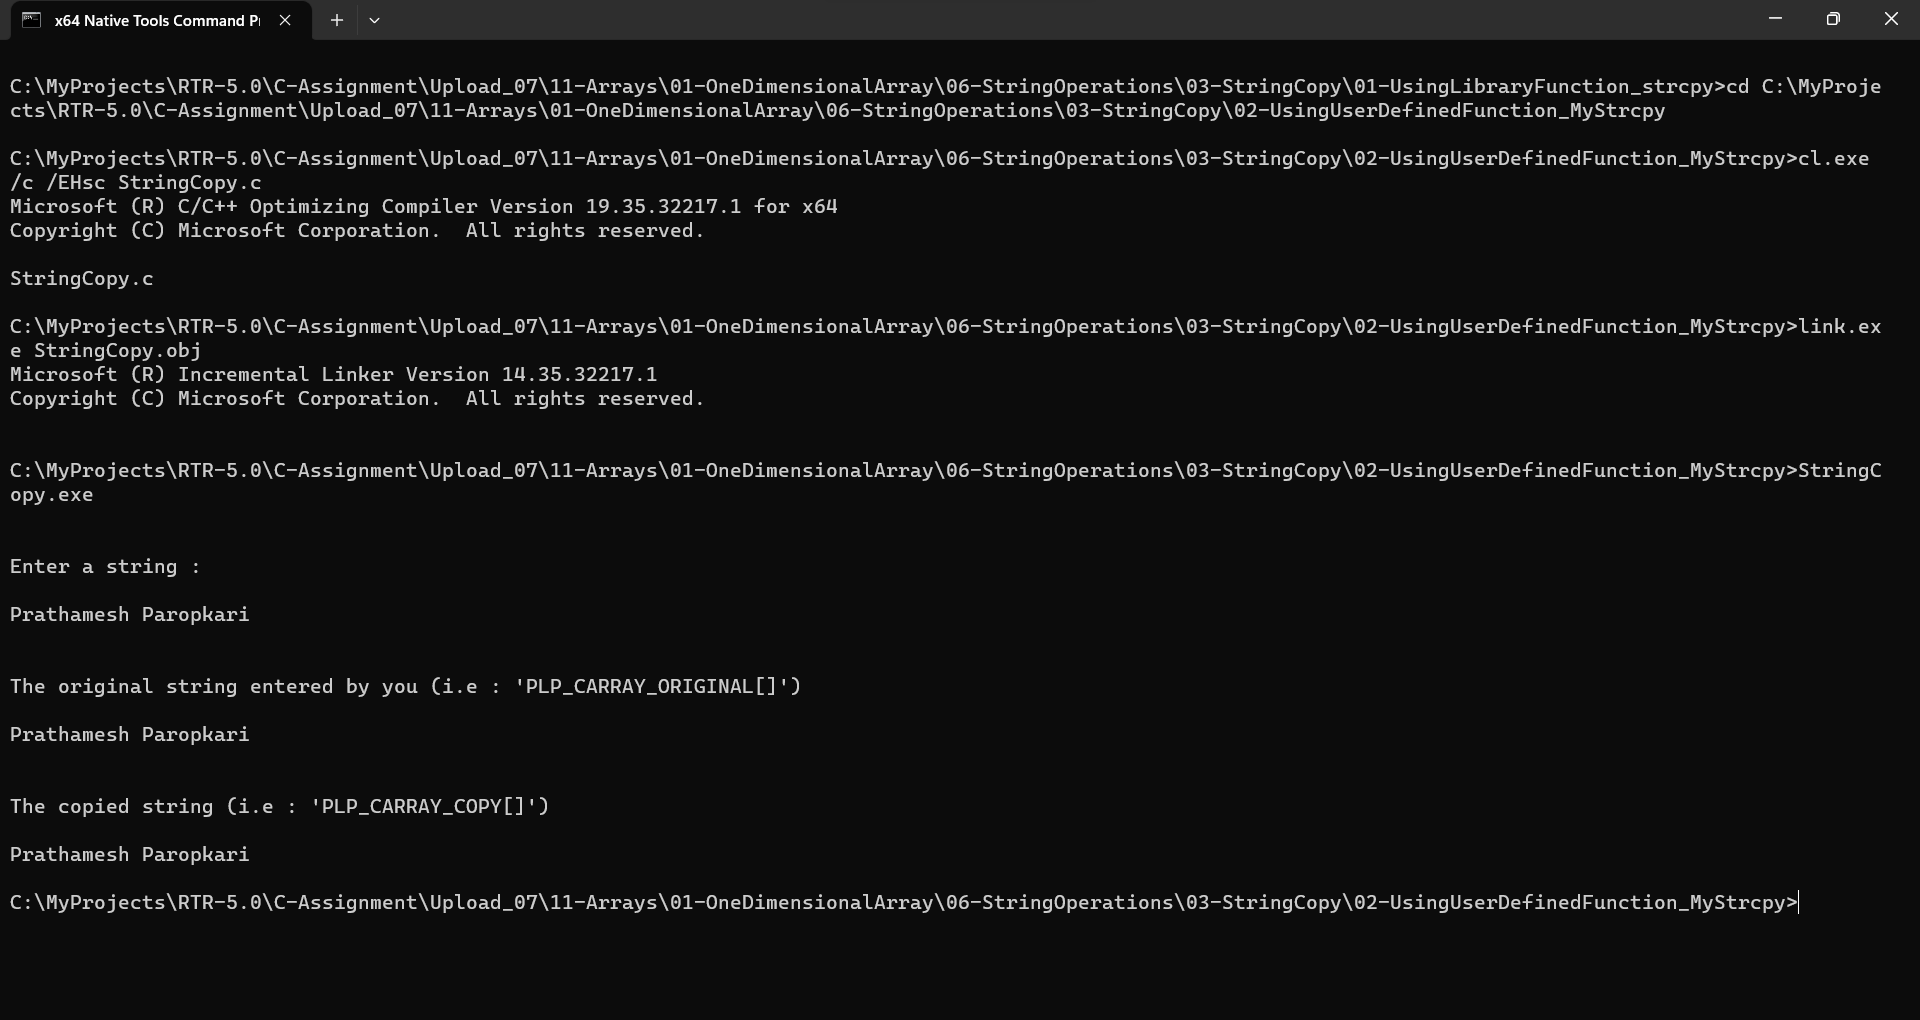 x64 Native Tools Command P
C:\MyProjects\RTR-5.0\C-Assignment\Upload_07\11-Arrays\01-OneDimensionalArray\06-StringOperations\03-StringCopy\01-UsingLibraryFunction_strcpy>cd C:\MyProje
cts\RTR-5.0\C-Assignment\Upload_07\11-Arrays\01-OneDimensionalArray\06-StringOperations\03-StringCopy\02-UsingUserDefinedFunction_MyStrcpy
C:\MyProjects\RTR-5.0\C-Assignment\Upload_07\11-Arrays\01-OneDimensionalArray\06-StringOperations\03-StringCopy\02-UsingUserDefinedFunction_MyStrcpy>cl.exe
/c /EHsc StringCopy.c
Microsoft (R) C/C++ Optimizing Compiler Version 19.35.32217.1 for x64
Copyright (C) Microsoft Corporation.  All rights reserved.
StringCopy.c
C:\MyProjects\RTR-5.0\C-Assignment\Upload_07\11-Arrays\01-OneDimensionalArray\06-StringOperations\03-StringCopy\02-UsingUserDefinedFunction_MyStrcpy>link.ex
e StringCopy.obj
Microsoft (R) Incremental Linker Version 14.35.32217.1
Copyright (C) Microsoft Corporation.  All rights reserved.
C:\MyProjects\RTR-5.0\C-Assignment\Upload_07\11-Arrays\01-OneDimensionalArray\06-StringOperations\03-StringCopy\02-UsingUserDefinedFunction_MyStrcpy>StringC
opy.exe
Enter a string :
Prathamesh Paropkari
The original string entered by you (i.e : 'PLP_CARRAY_ORIGINAL[]')
Prathamesh Paropkari
The copied string (i.e : 'PLP_CARRAY_COPY[]')
Prathamesh Paropkari
C:\MyProjects\RTR-5.0\C-Assignment\Upload_07\11-Arrays\01-OneDimensionalArray\06-StringOperations\03-StringCopy\02-UsingUserDefinedFunction_MyStrcpy>